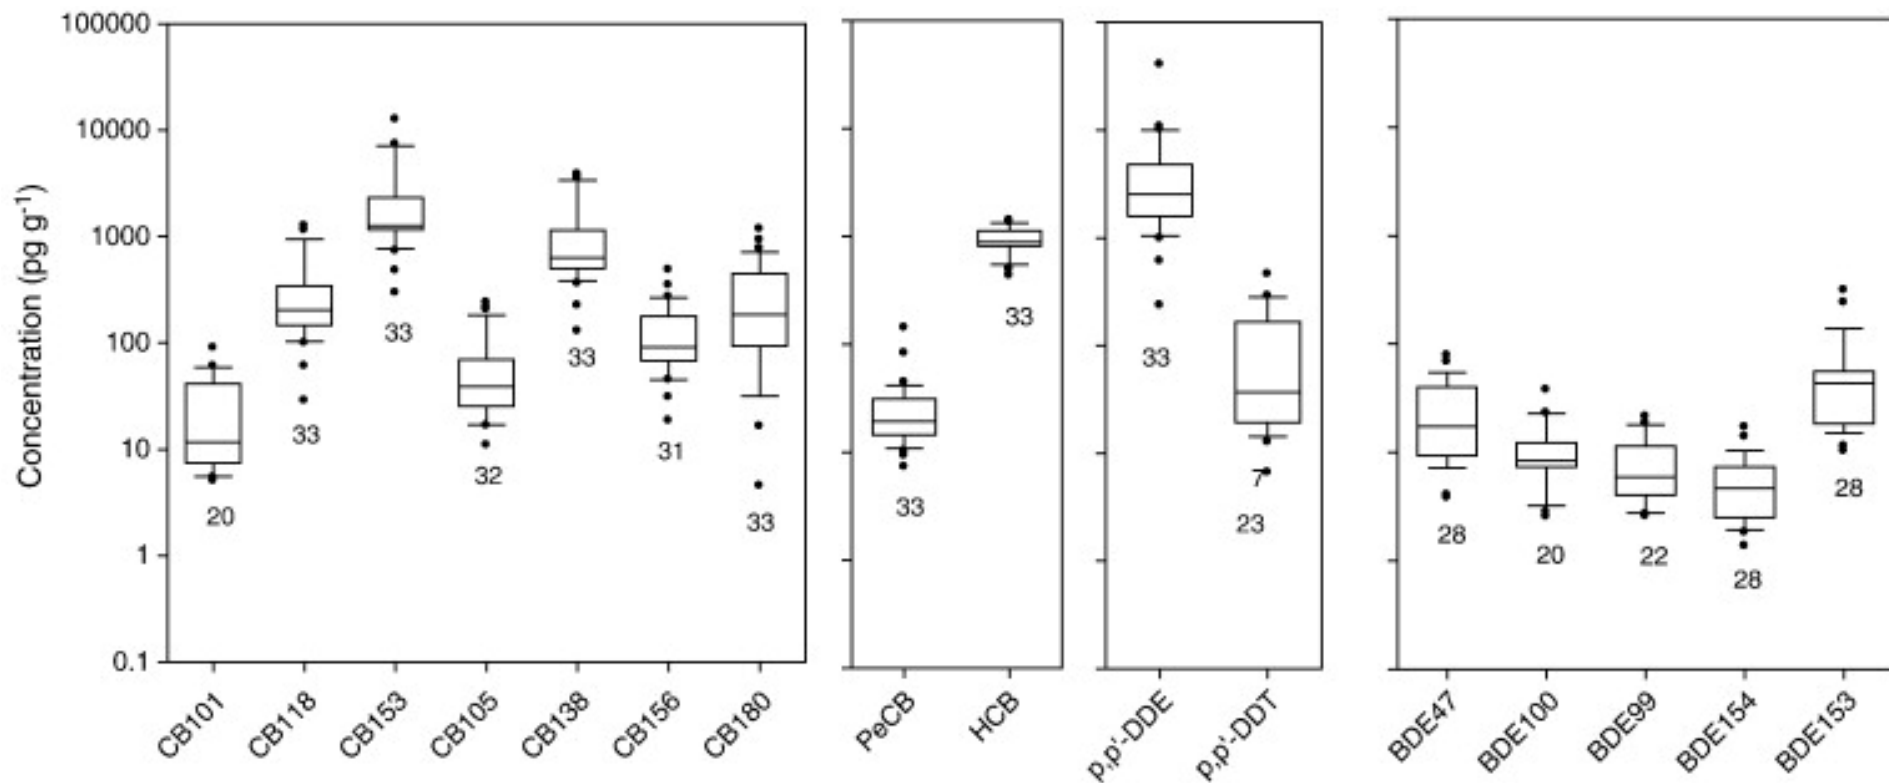 Concentration (pg g-1)
100000
10000
1000
100
10
1
0.1
20
33
33
32
33
31
33
33
33
33
7
23
28
20
22
28
28
CB101
CB118
CB153
CB105
CB138
CB156
CB180
PeCB
HCB
p,p'-DDE
p,p'-DDT
BDE47
BDE100
BDE99
BDE154
BDE153